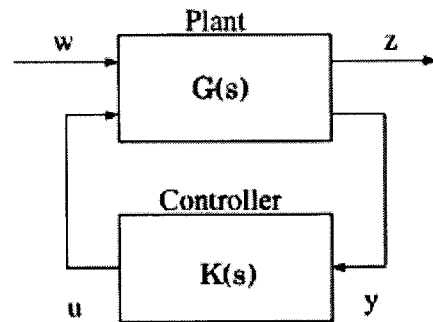 Plant
w
z
G(s)
Controller
K(s)
u
y